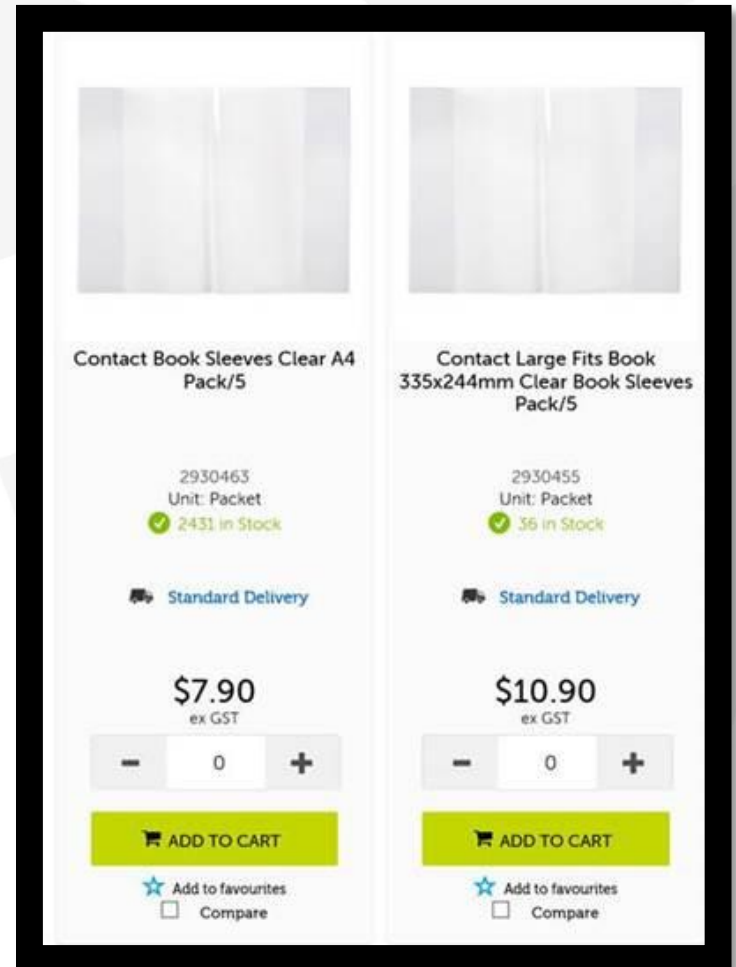 Contact Book Sleeves Clear A4
Pack/5
2930463
Unit: Packet
2431 in Stock
Standard Delivery
$7.90
ex GST
0
ADD TO CART
Add to favourites
Compare
Contact Large Fits Book
335x244mm Clear Book Sleeves
Pack/5
2930455
Unit: Packet
36 in Stock
Standard Delivery
$10.90
ex GST
0
ADD TO CART
Add to favourites
Compare